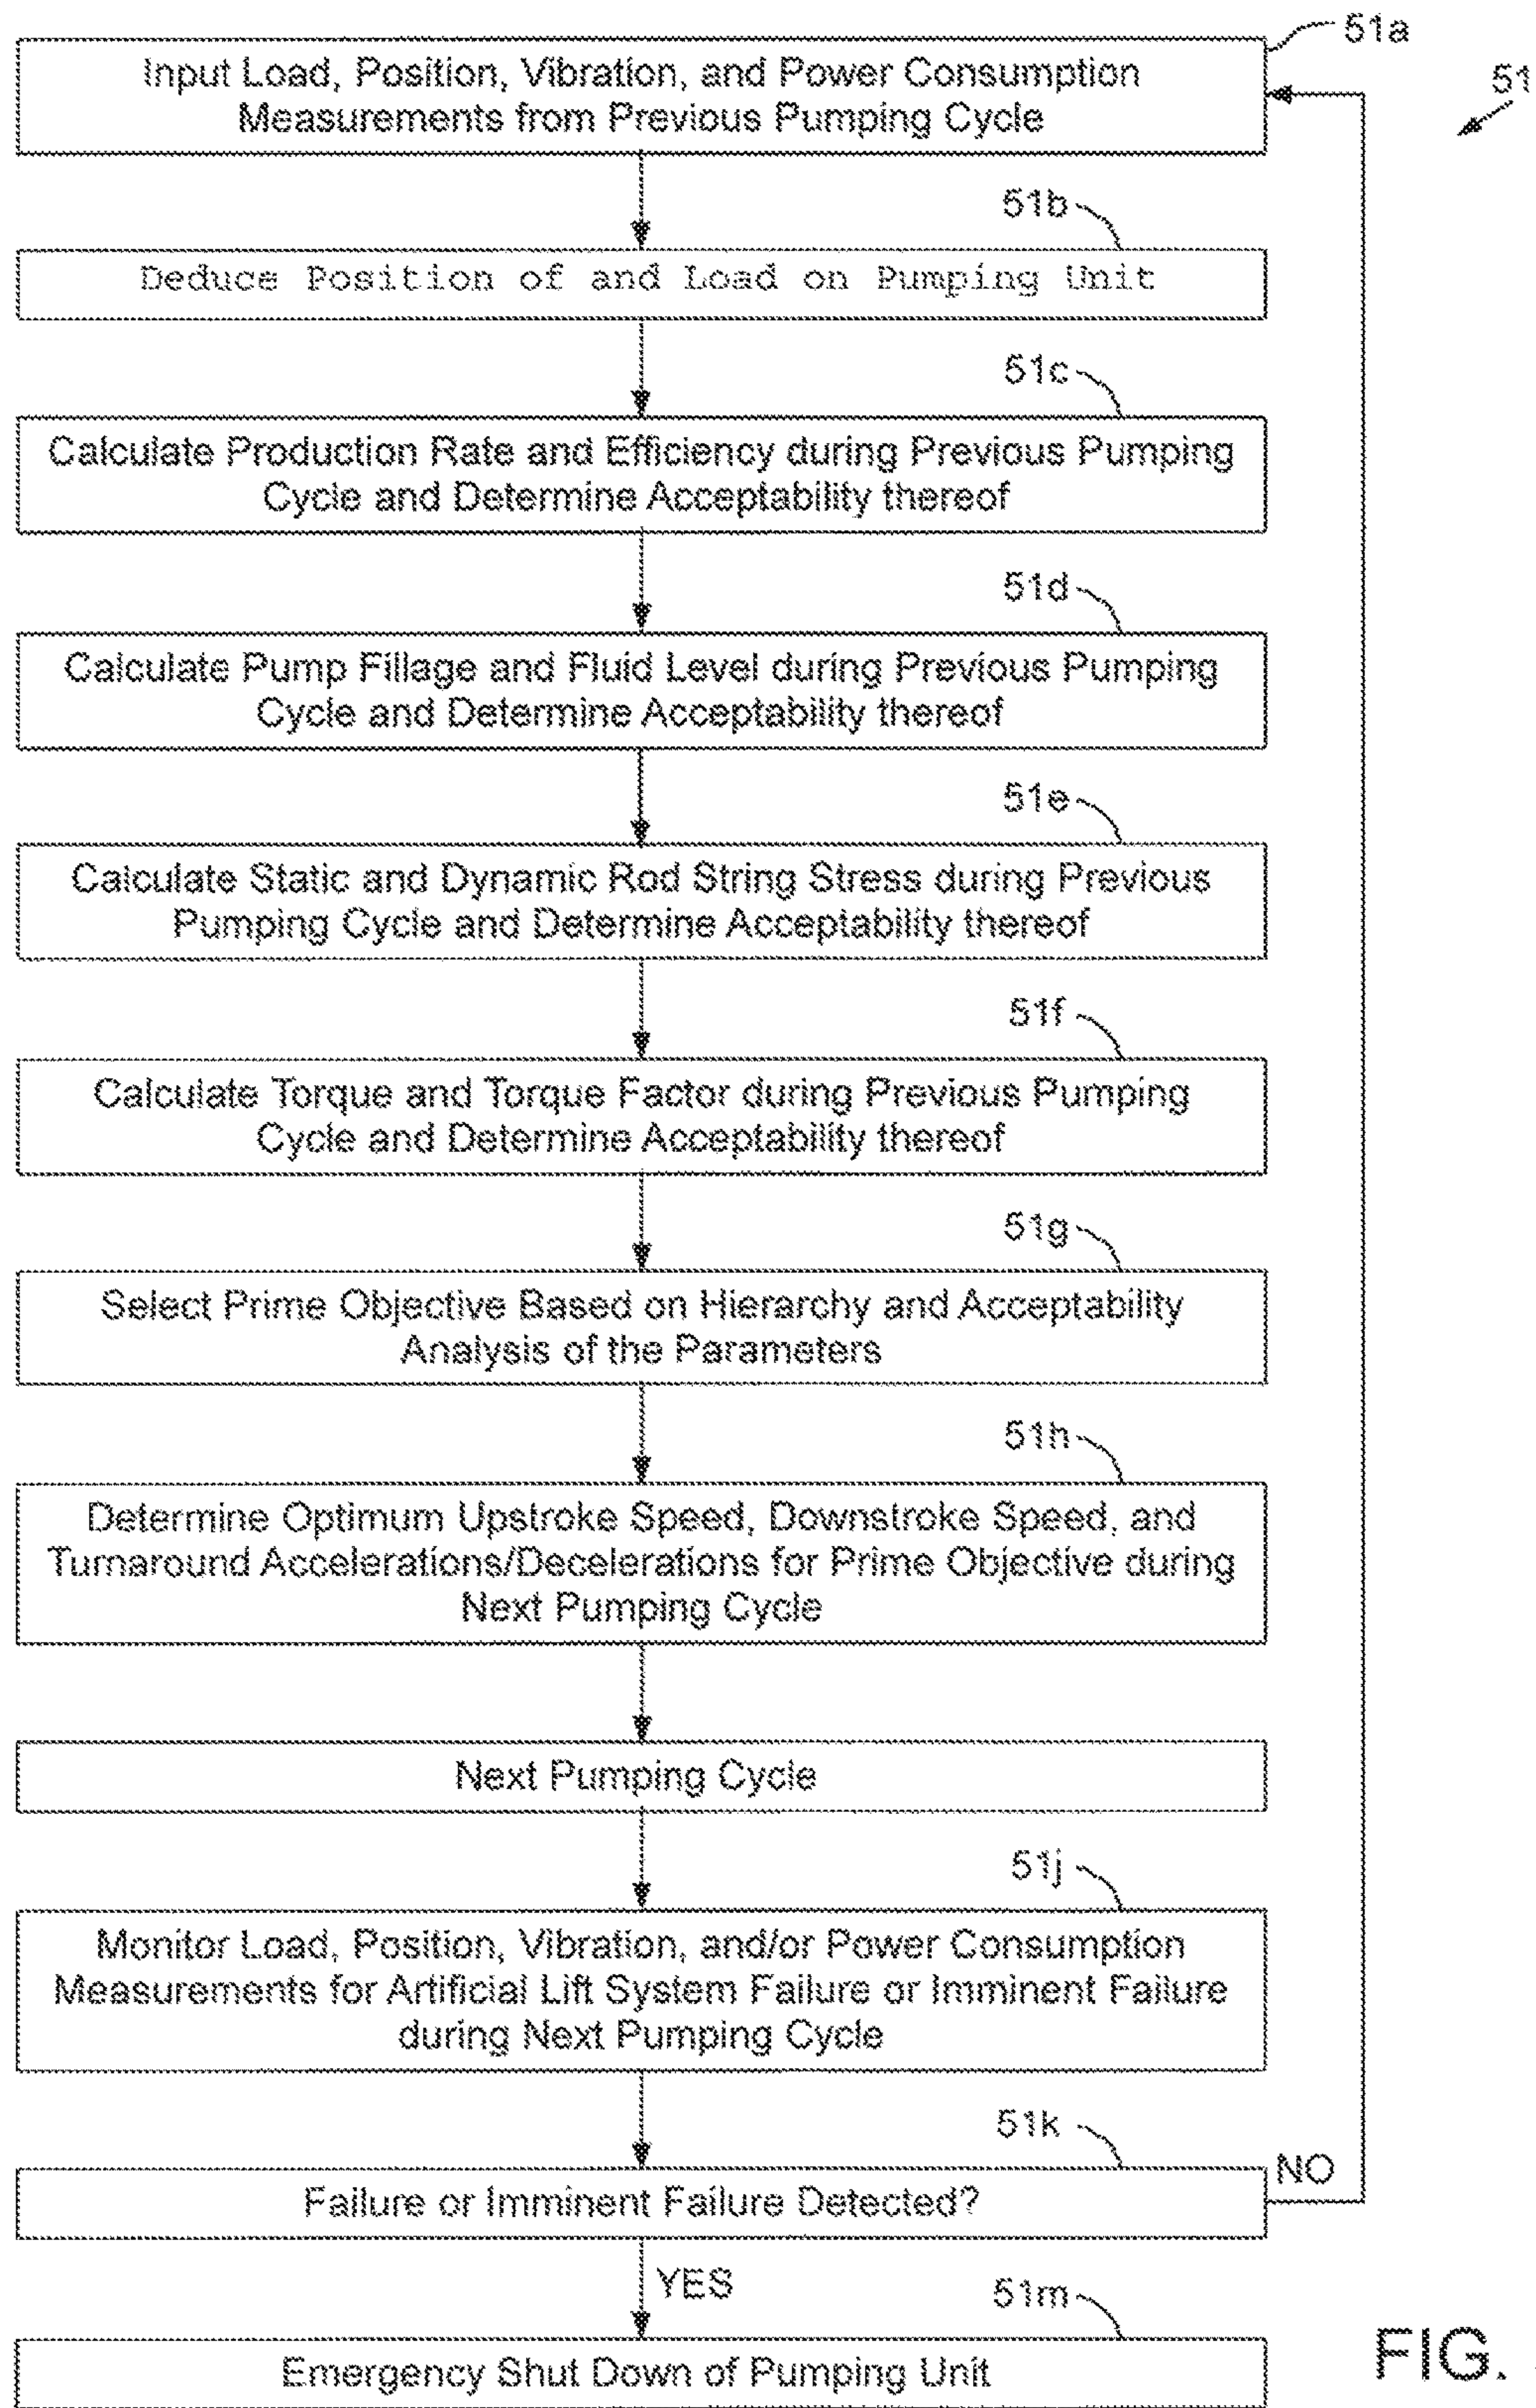 51a
51
Input Load, Position, Vibration, and Power Consumption
Measurements from Previous Pumping Cycle
51b
Deduce Position of and Load on Pumping Unit
51c
Calculate Production Rate and Efficiency during Previous Pumping
Cycle and Determine Acceptability thereof
51d
Calculate Pump Fillage and Fluid Level during Previous Pumping
Cycle and Determine Acceptability thereof
51e
Calculate Static and Dynamic Rod String Stress during Previous
Pumping Cycle and Determine Acceptability thereof
51f
Calculate Torque and Torque Factor during Previous Pumping
Cycle and Determine Acceptability thereof
51g
Select Prime Objective Based on Hierarchy and Acceptability
Analysis of the Parameters
51h
Determine Optimum Upstroke Speed, Downstroke Speed, and
Turnaround Accelerations/Decelerations for Prime Objective during
Next Pumping Cycle
Next Pumping Cycle
51j
Monitor Load, Position, Vibration, and/or Power Consumption
Measurements for Artificial Lift System Failure or Imminent Failure
during Next Pumping Cycle
51k
Failure or Imminent Failure Detected?
NO
YES
51m
Emergency Shut Down of Pumping Unit
FIG.